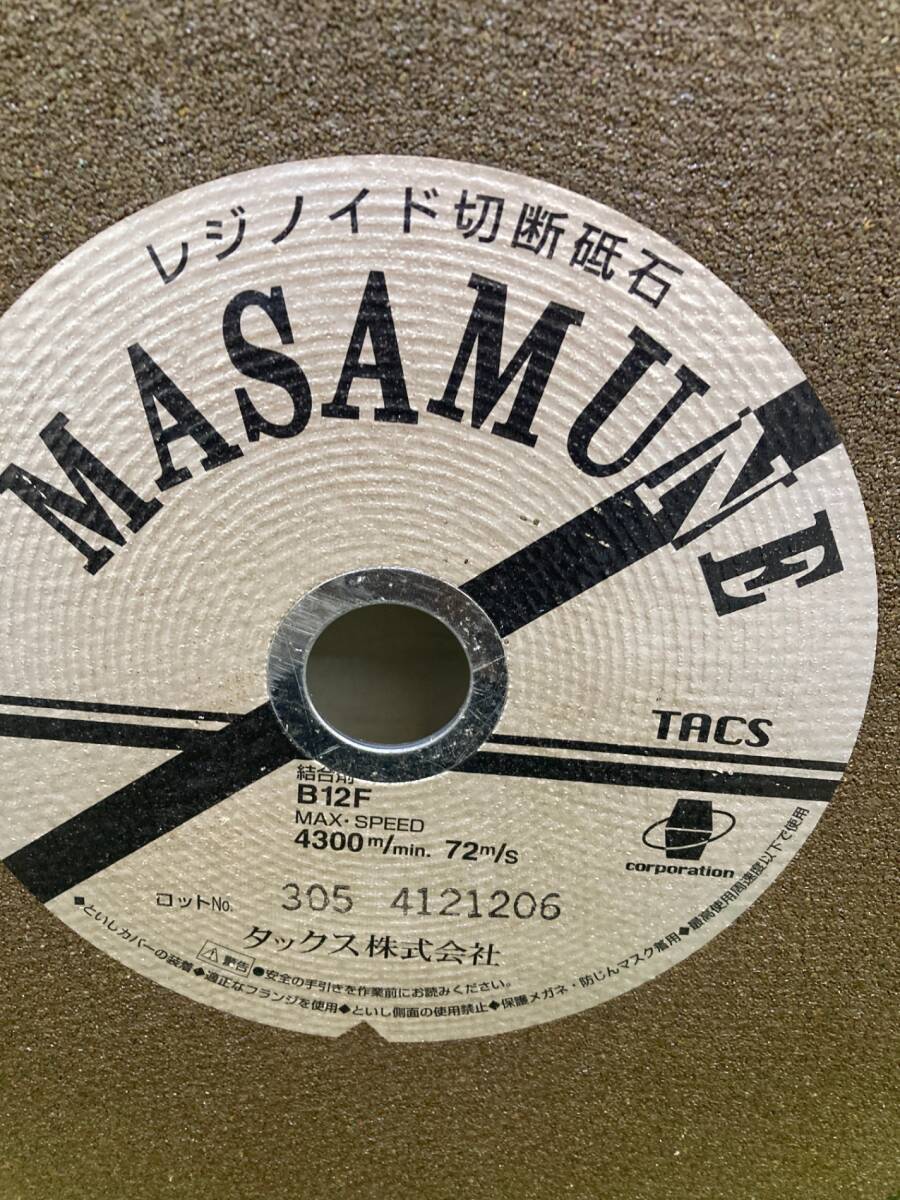 レジノイド切断砥石
MASAMUNE
TACS
corporation
結合剤
B12F
MAX・SPEED
4300m/min. 72m/s
ロットNo. 305 4121206
タックス株式会社
⚠警告 ●安全の手引きを作業前にお読みください。
■といしカバーの装着◆適正なフランジを使用◆といし側面の使用禁止◆保護メガネ・防じんマスク着用◆最高使用周速度以下で使用